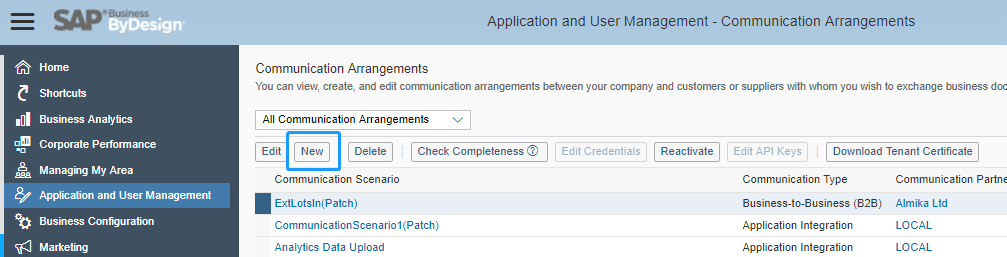 SAP® Business ByDesign®
Application and User Management - Communication Arrangements
Home
Shortcuts
Business Analytics
Corporate Performance
Managing My Area
Application and User Management
Business Configuration
Marketing
Communication Arrangements
You can view, create, and edit communication arrangements between your company and customers or suppliers with whom you wish to exchange business doc
All Communication Arrangements
Edit New Delete Check Completeness ? Edit Credentials Reactivate Edit API Keys Download Tenant Certificate
Communication Scenario Communication Type Communication Partne
ExtLotsIn(Patch) Business-to-Business (B2B) Almika Ltd
CommunicationScenario1(Patch) Application Integration LOCAL
Analytics Data Upload Application Integration LOCAL